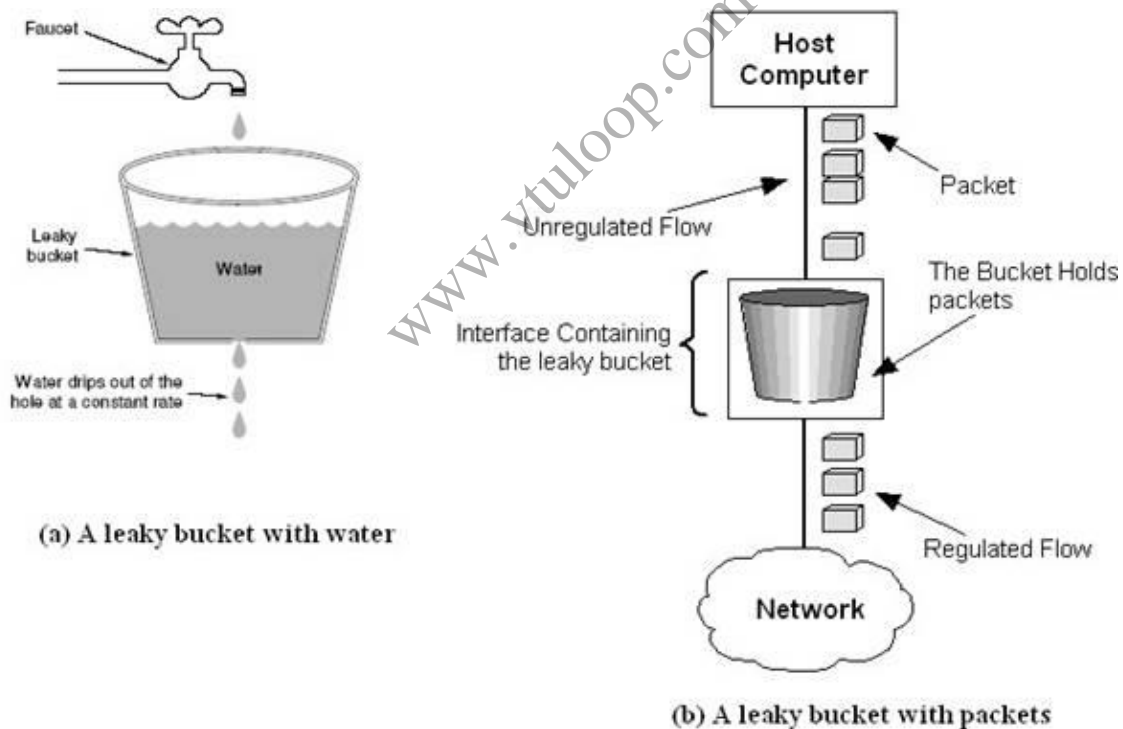 Faucet
Leaky
bucket
Water
Water drips out of the
hole at a constant rate
(a) A leaky bucket with water
www.vtuloop.com
Host
Computer
Packet
Unregulated Flow
The Bucket Holds
packets
Interface Containing
the leaky bucket
Regulated Flow
Network
(b) A leaky bucket with packets